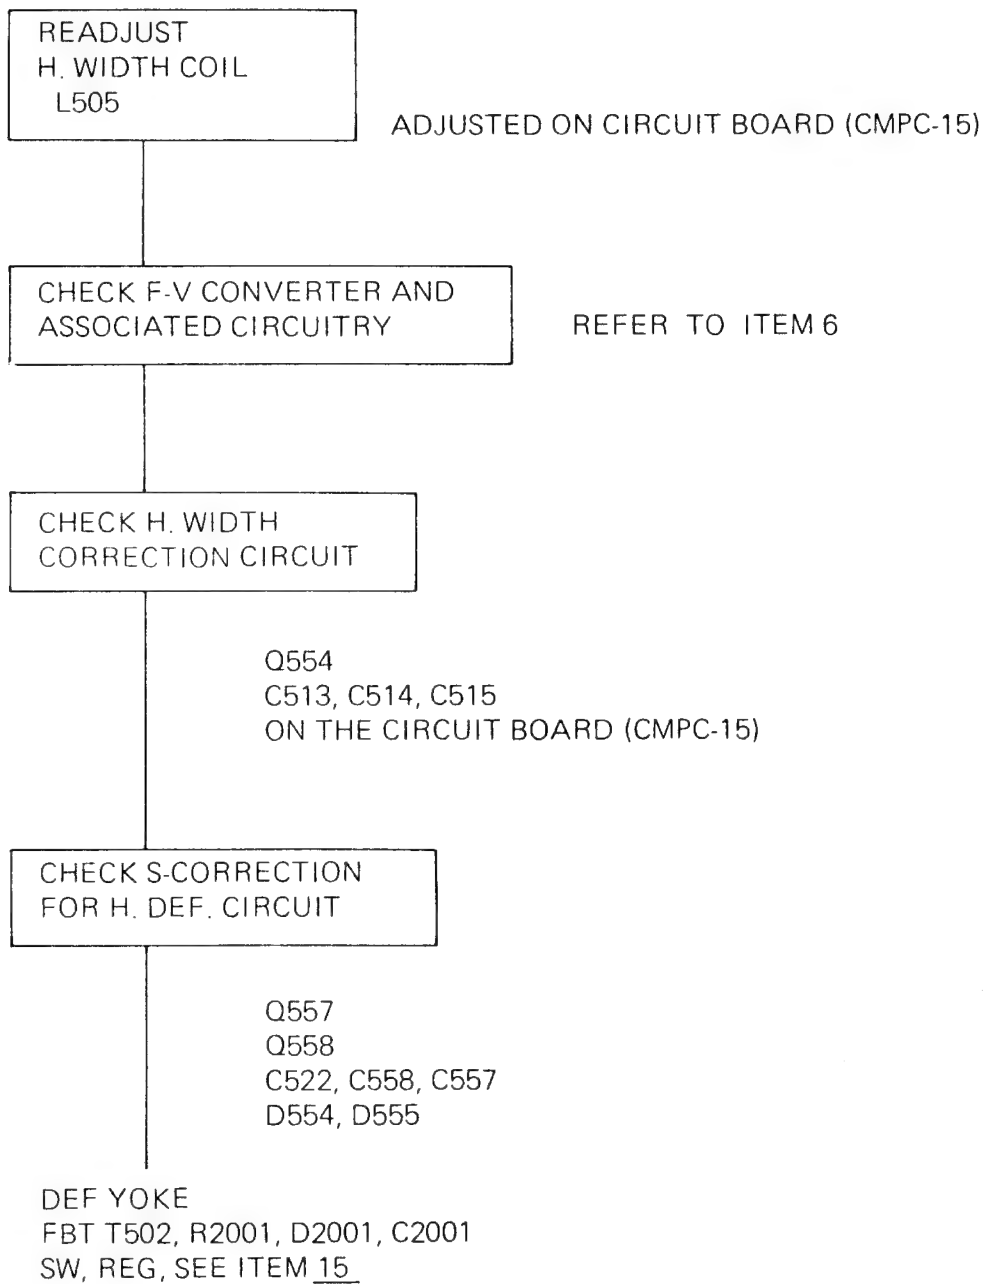 READJUST
H. WIDTH COIL
L505
ADJUSTED ON CIRCUIT BOARD (CMPC-15)
CHECK F-V CONVERTER AND
ASSOCIATED CIRCUITRY
REFER TO ITEM 6
CHECK H. WIDTH
CORRECTION CIRCUIT
Q554
C513, C514, C515
ON THE CIRCUIT BOARD (CMPC-15)
CHECK S-CORRECTION
FOR H. DEF. CIRCUIT
Q557
Q558
C522, C558, C557
D554, D555
DEF YOKE
FBT T502, R2001, D2001, C2001
SW, REG, SEE ITEM 15